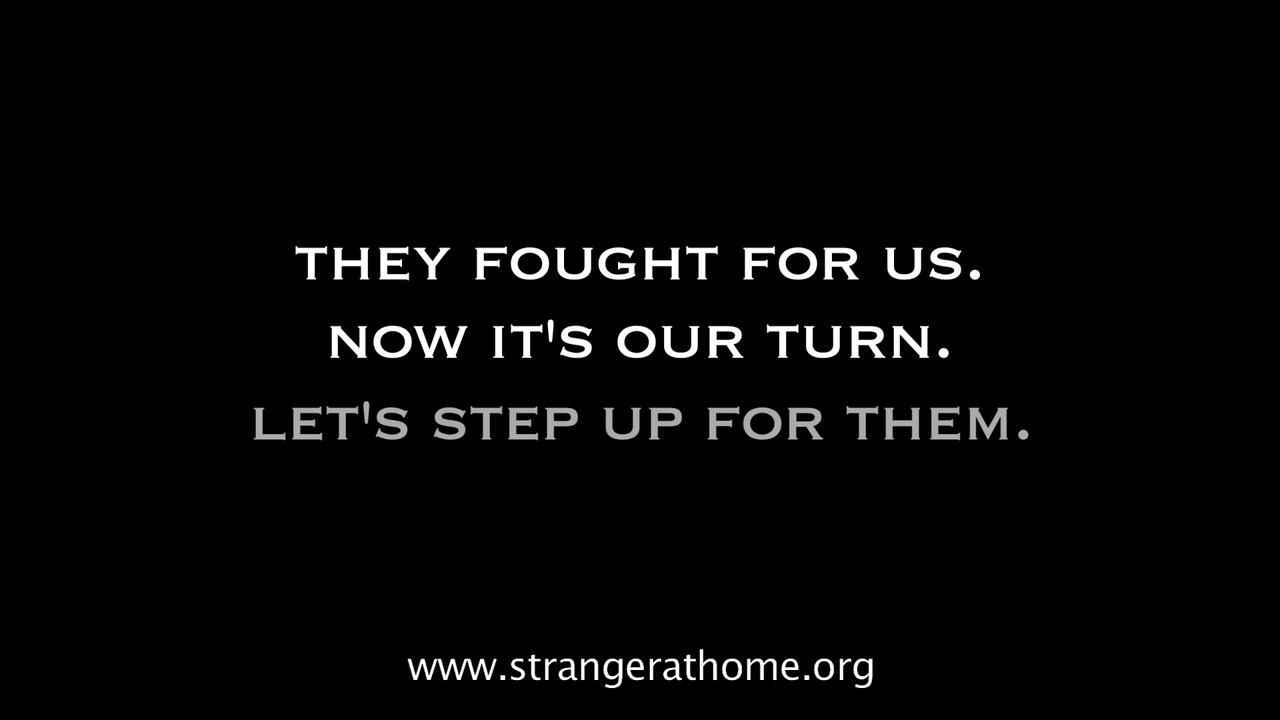 THEY FOUGHT FOR US.
NOW IT'S OUR TURN.
LET'S STEP UP FOR THEM.
www.strangerathome.org